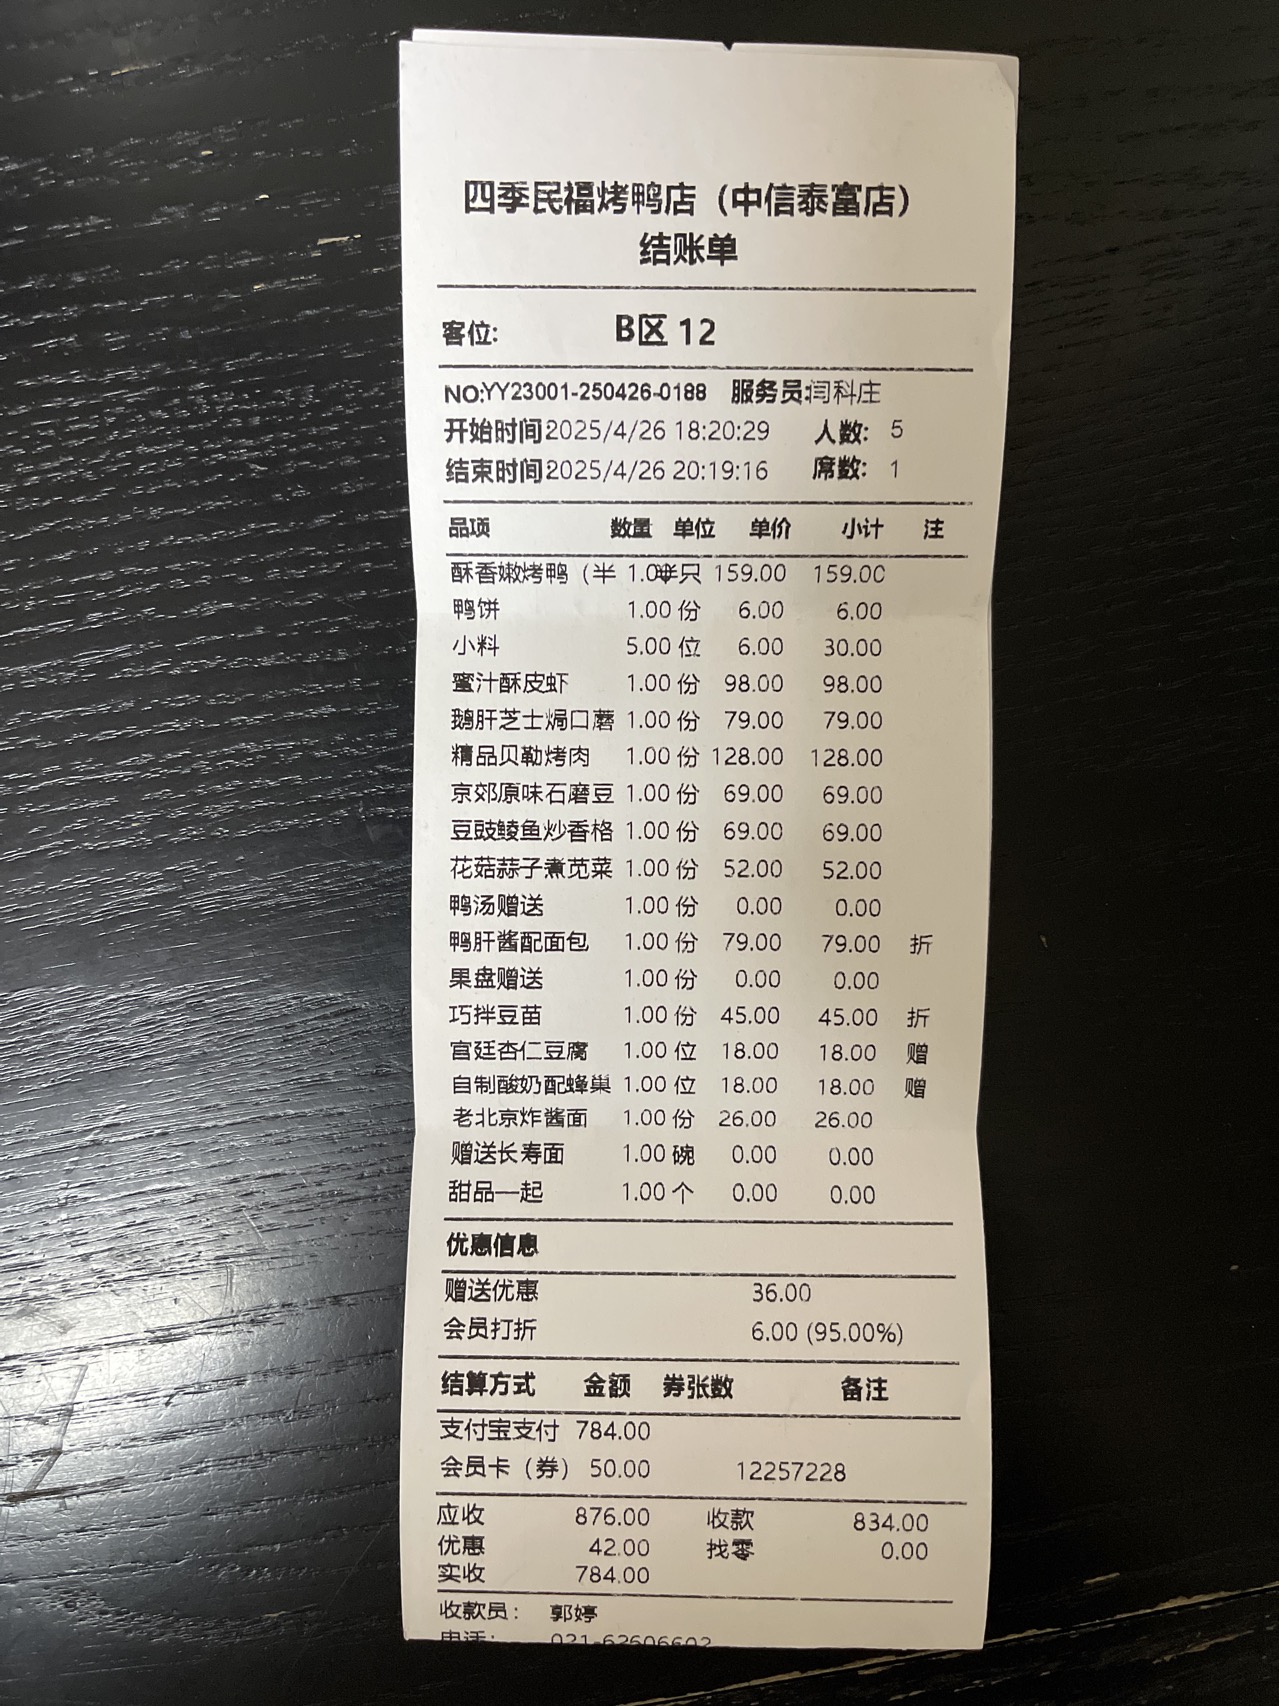 四季民福烤鸭店（中信泰富店）
结账单
客位: B区 12
NO:YY23001-250426-0188 服务员:闫科庄
开始时间2025/4/26 18:20:29 人数: 5
结束时间2025/4/26 20:19:16 席数: 1
品项 数量 单位 单价 小计 注
酥香嫩烤鸭（半 1.00半只 159.00 159.00
鸭饼 1.00 份 6.00 6.00
小料 5.00 位 6.00 30.00
蜜汁酥皮虾 1.00 份 98.00 98.00
鹅肝芝士焗口蘑 1.00 份 79.00 79.00
精品贝勒烤肉 1.00 份 128.00 128.00
京郊原味石磨豆 1.00 份 69.00 69.00
豆豉鲮鱼炒香格 1.00 份 69.00 69.00
花菇蒜子煮苋菜 1.00 份 52.00 52.00
鸭汤赠送 1.00 份 0.00 0.00
鸭肝酱配面包 1.00 份 79.00 79.00 折
果盘赠送 1.00 份 0.00 0.00
巧拌豆苗 1.00 份 45.00 45.00 折
宫廷杏仁豆腐 1.00 位 18.00 18.00 赠
自制酸奶配蜂巢 1.00 位 18.00 18.00 赠
老北京炸酱面 1.00 份 26.00 26.00
赠送长寿面 1.00 碗 0.00 0.00
甜品一起 1.00 个 0.00 0.00
优惠信息
赠送优惠 36.00
会员打折 6.00 (95.00%)
结算方式 金额 券张数 备注
支付宝支付 784.00
会员卡（券） 50.00 12257228
应收 876.00 收款 834.00
优惠 42.00 找零 0.00
实收 784.00
收款员： 郭婷
电话： 021-62606602